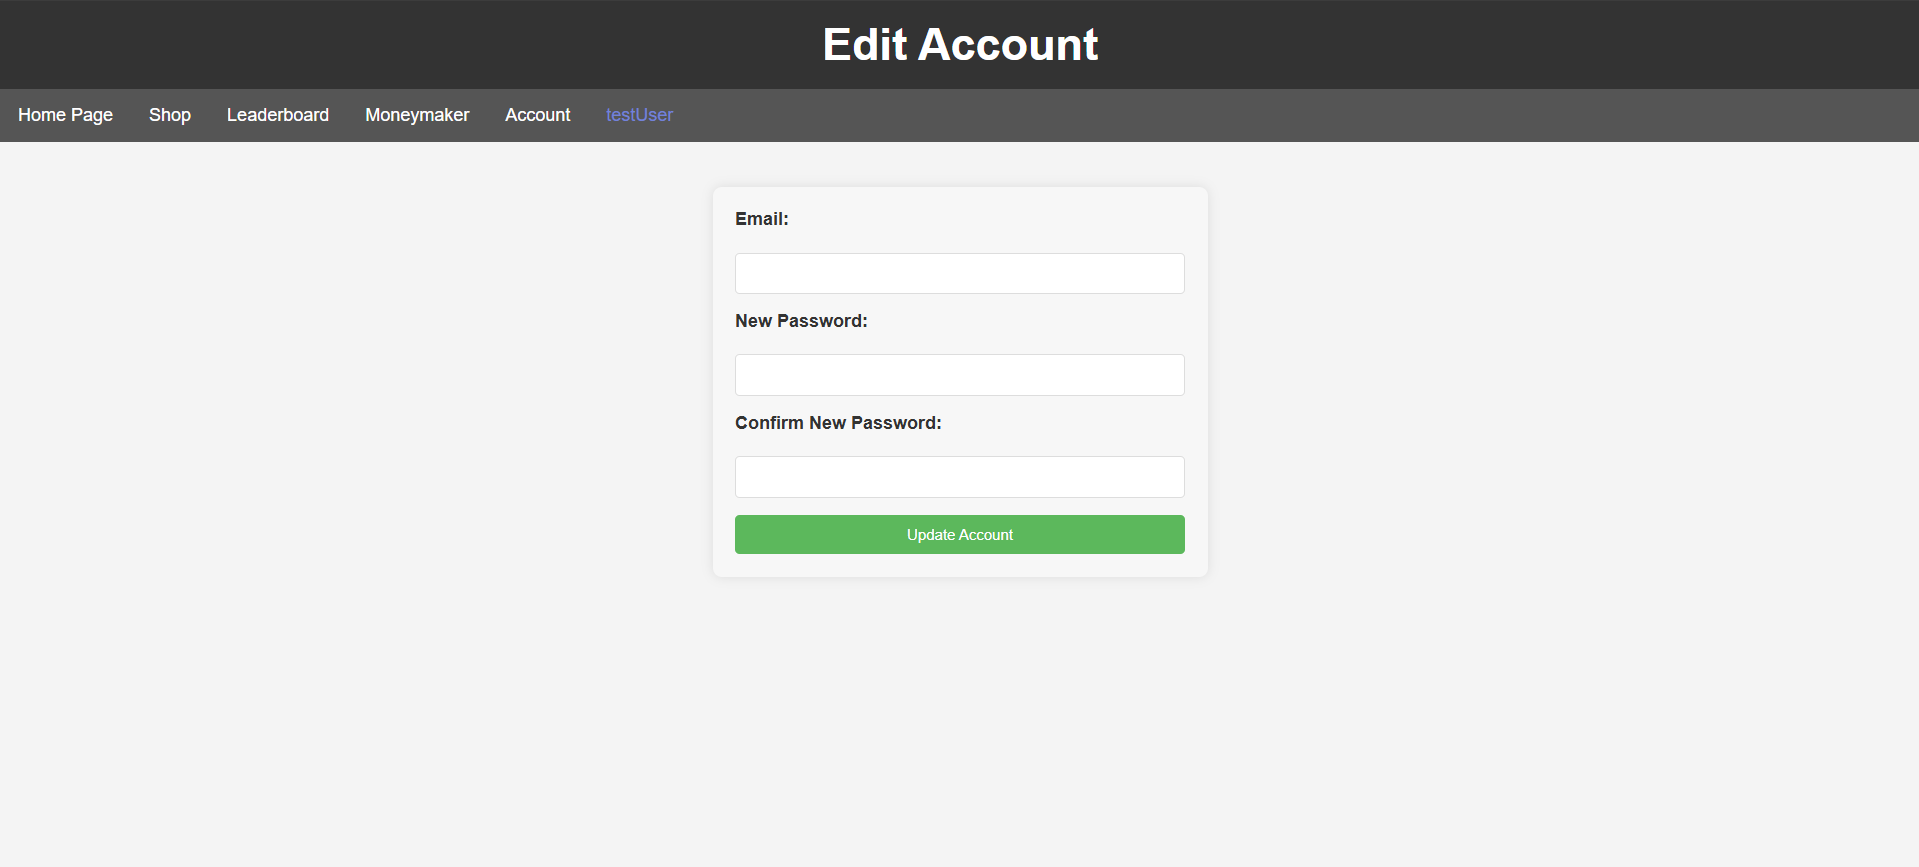 Edit Account
Home Page Shop Leaderboard Moneymaker Account testUser
Email:
New Password:
Confirm New Password:
Update Account